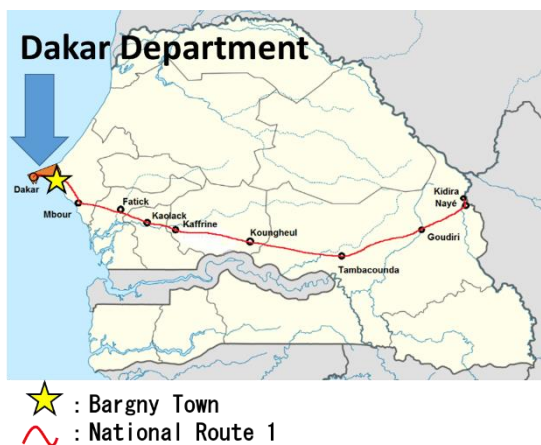 Dakar Department
Dakar
Mbour
Fatick
Kaolack
Kaffrine
Koungheul
Tambacounda
Goudiri
Kidira
Nayé
: Bargny Town
: National Route 1